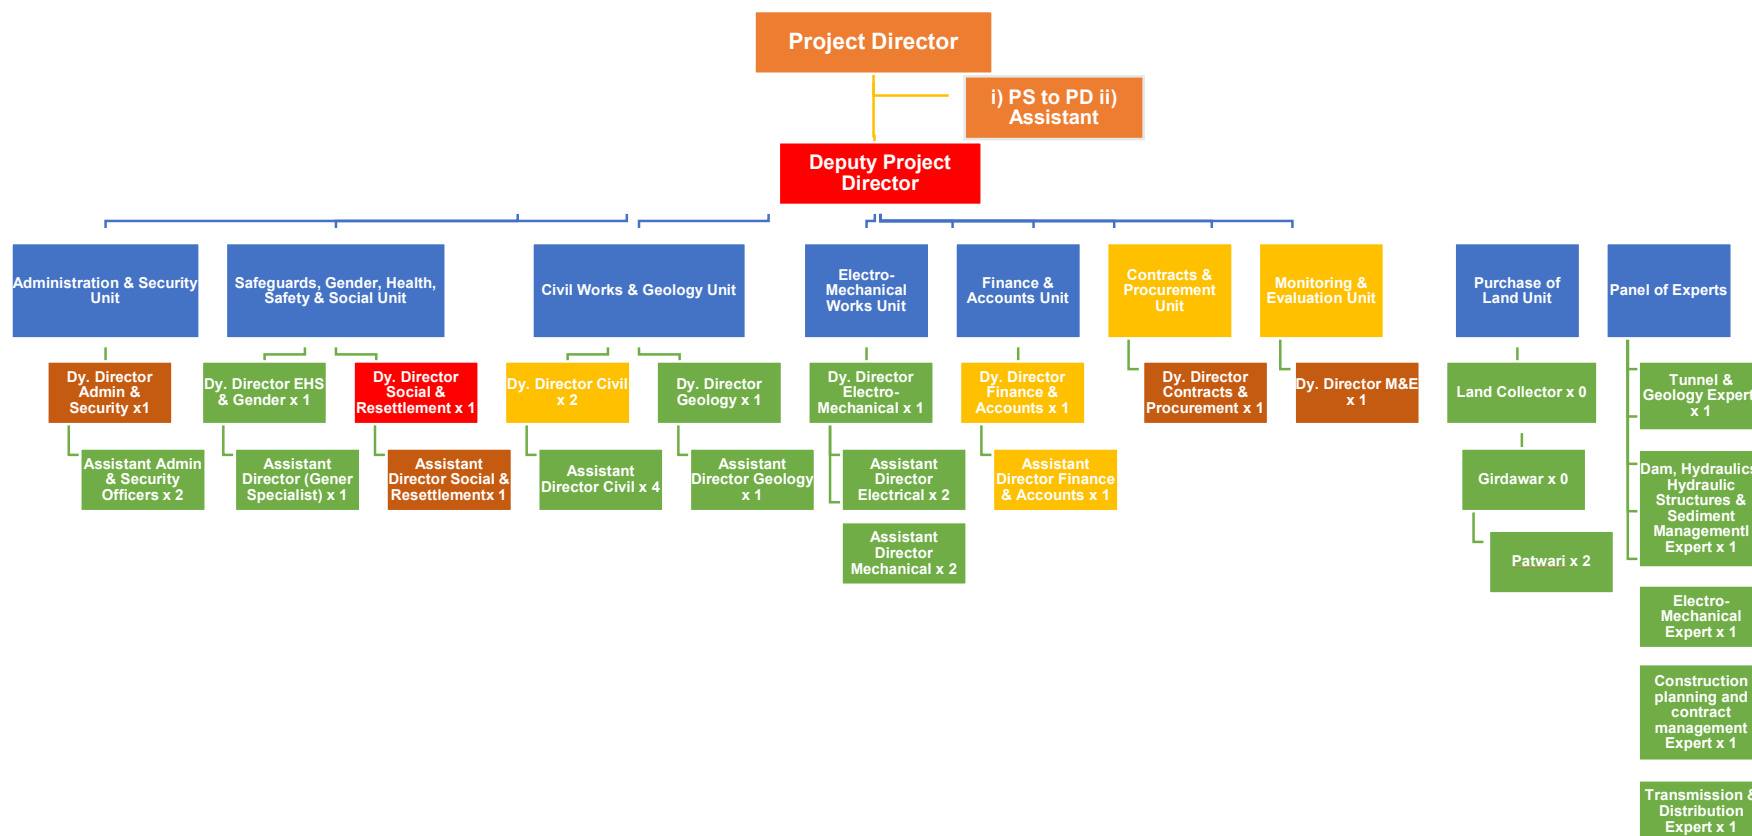 Project Director
i) PS to PD ii)
Assistant
Deputy Project
Director
Administration & Security
Unit
Safeguards, Gender, Health,
Safety & Social Unit
Civil Works & Geology Unit
Electro-
Mechanical
Works Unit
Finance &
Accounts Unit
Contracts &
Procurement
Unit
Monitoring &
Evaluation Unit
Purchase of
Land Unit
Panel of Experts
Dy. Director
Admin &
Security x1
Dy. Director EHS
& Gender x 1
Dy. Director
Social &
Resettlement x 1
Dy. Director Civil
x 2
Dy. Director
Geology x 1
Dy. Director
Electro-
Mechanical x 1
Dy. Director
Finance &
Accounts x 1
Dy. Director
Contracts &
Procurement x 1
Dy. Director M&E
x 1
Land Collector x 0
Tunnel &
Geology Expert
x 1
Assistant Admin
& Security
Officers x 2
Assistant
Director (Gener
Specialist) x 1
Assistant
Director Social &
Resettlementx 1
Assistant
Director Civil x 4
Assistant
Director Geology
x 1
Assistant
Director
Electrical x 2
Assistant
Director Finance
& Accounts x 1
Girdawar x 0
Dam, Hydraulics,
Hydraulic
Structures &
Sediment
Managementl
Expert x 1
Assistant
Director
Mechanical x 2
Patwari x 2
Electro-
Mechanical
Expert x 1
Construction
planning and
contract
management
Expert x 1
Transmission &
Distribution
Expert x 1